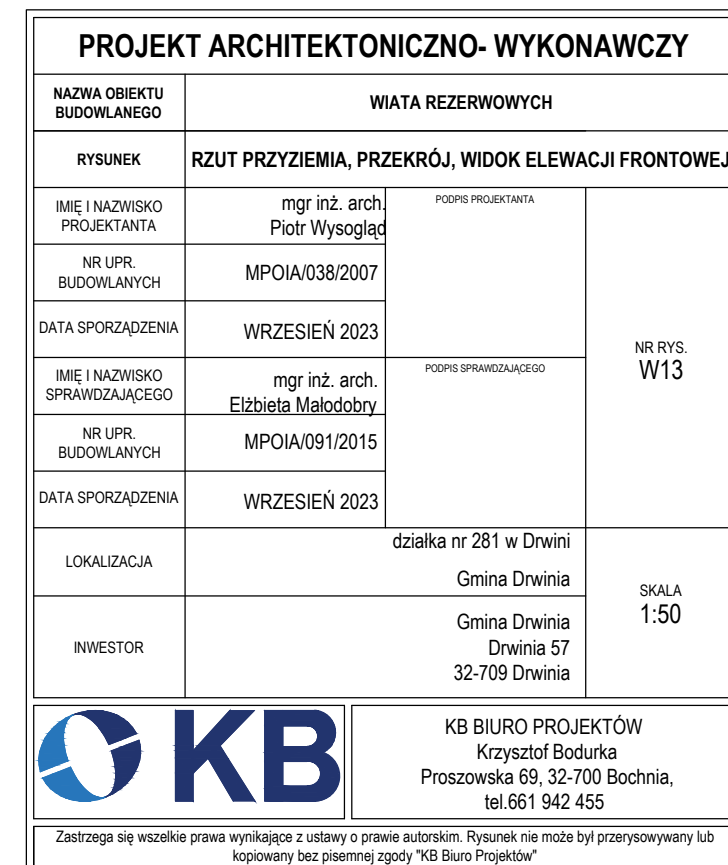 PROJEKT ARCHITEKTONICZNO- WYKONAWCZY
NAZWA OBIEKTU
BUDOWLANEGO
WIATA REZERWOWYCH
RYSUNEK
RZUT PRZYZIEMIA, PRZEKRÓJ, WIDOK ELEWACJI FRONTOWEJ
IMIĘ I NAZWISKO
PROJEKTANTA
mgr inż. arch.
Piotr Wysogląd
PODPIS PROJEKTANTA
NR UPR.
BUDOWLANYCH
MPOIA/038/2007
DATA SPORZĄDZENIA
WRZESIEŃ 2023
NR RYS.
W13
IMIĘ I NAZWISKO
SPRAWDZAJĄCEGO
mgr inż. arch.
Elżbieta Małodobry
PODPIS SPRAWDZAJĄCEGO
NR UPR.
BUDOWLANYCH
MPOIA/091/2015
DATA SPORZĄDZENIA
WRZESIEŃ 2023
LOKALIZACJA
działka nr 281 w Drwini
Gmina Drwinia
SKALA
1:50
INWESTOR
Gmina Drwinia
Drwinia 57
32-709 Drwinia
KB
KB BIURO PROJEKTÓW
Krzysztof Bodurka
Proszowska 69, 32-700 Bochnia,
tel.661 942 455
Zastrzega się wszelkie prawa wynikające z ustawy o prawie autorskim. Rysunek nie może był przerysowywany lub
kopiowany bez pisemnej zgody "KB Biuro Projektów"